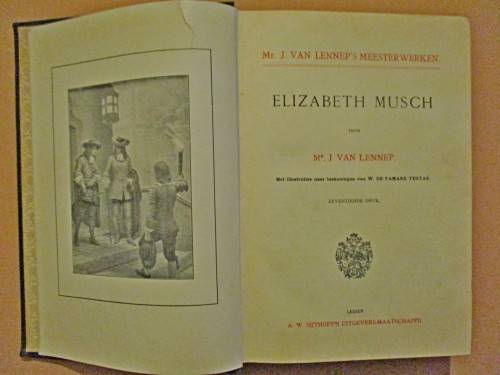 Mr. J. VAN LENNEP'S MEESTERWERKEN.
ELIZABETH MUSCH
DOOR
Mr. J VAN LENNEP.
Met illustraties naar teekeningen van W. DE FAMARS TESTAS.
ZEVENTIENDE DRUK.
LEIDEN
A. W. SIJTHOFF'S UITGEVERS-MAATSCHAPPIJ